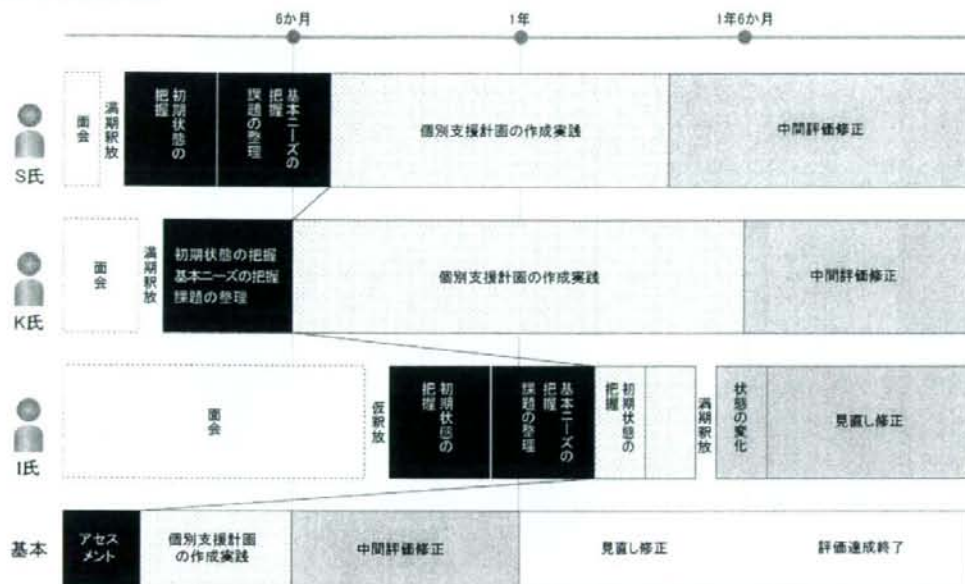 6か月
1年
1年6か月
面会
満期釈放
初期状態の
把握
基本ニーズの
把握
課題の整理
個別支援計画の作成実践
中間評価修正
S氏
面会
満期釈放
初期状態の把握
基本ニーズの把握
課題の整理
個別支援計画の作成実践
中間評価修正
K氏
面会
仮釈放
初期状態の
把握
基本ニーズの
把握
課題の整理
初期状態の
把握
満期釈放
状態の変化
見直し修正
I氏
基本
アセス
メント
個別支援計画
の作成実践
中間評価修正
見直し修正
評価達成終了